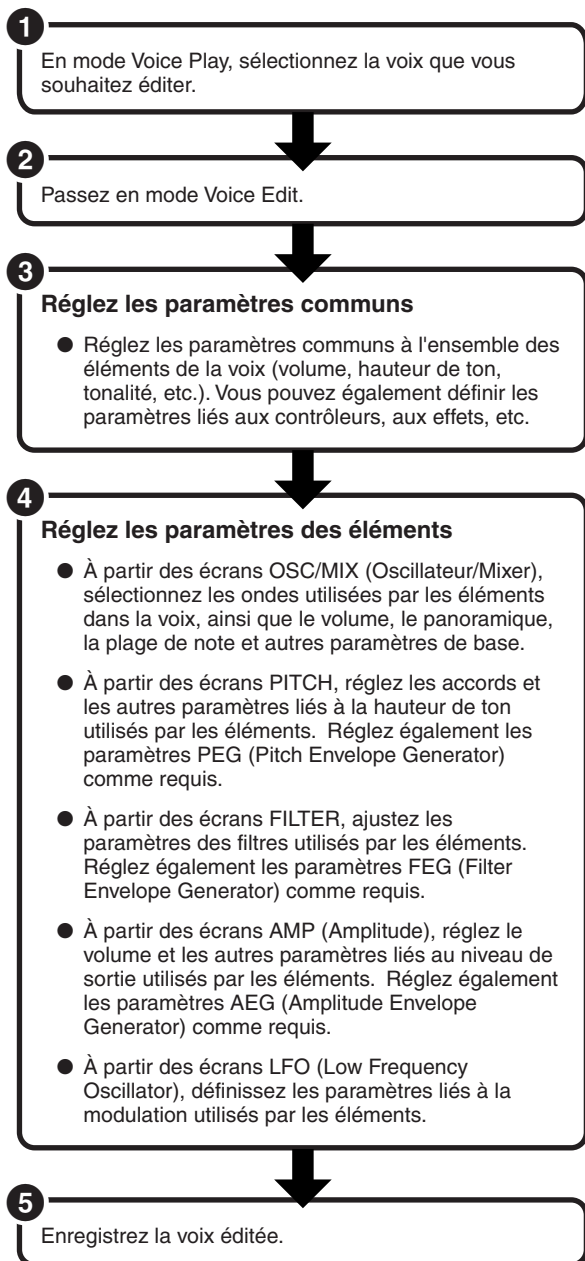 1
En mode Voice Play, sélectionnez la voix que vous
souhaitez éditer.
2
Passez en mode Voice Edit.
3
Réglez les paramètres communs
● Réglez les paramètres communs à l'ensemble des
éléments de la voix (volume, hauteur de ton,
tonalité, etc.). Vous pouvez également définir les
paramètres liés aux contrôleurs, aux effets, etc.
4
Réglez les paramètres des éléments
● À partir des écrans OSC/MIX (Oscillateur/Mixer),
sélectionnez les ondes utilisées par les éléments
dans la voix, ainsi que le volume, le panoramique,
la plage de note et autres paramètres de base.
● À partir des écrans PITCH, réglez les accords et
les autres paramètres liés à la hauteur de ton
utilisés par les éléments. Réglez également les
paramètres PEG (Pitch Envelope Generator)
comme requis.
● À partir des écrans FILTER, ajustez les
paramètres des filtres utilisés par les éléments.
Réglez également les paramètres FEG (Filter
Envelope Generator) comme requis.
● À partir des écrans AMP (Amplitude), réglez le
volume et les autres paramètres liés au niveau de
sortie utilisés par les éléments. Réglez également
les paramètres AEG (Amplitude Envelope
Generator) comme requis.
● À partir des écrans LFO (Low Frequency
Oscillator), définissez les paramètres liés à la
modulation utilisés par les éléments.
5
Enregistrez la voix éditée.